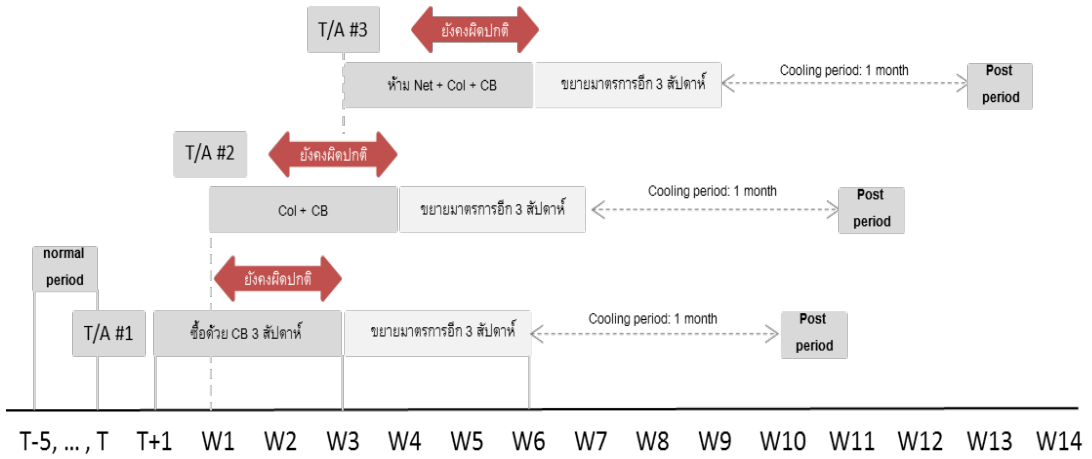 T/A #3
ยังคงผิดปกติ
ห้าม Net + Col + CB
ขยายมาตรการอีก 3 สัปดาห์
Cooling period: 1 month
Post
period
T/A #2
ยังคงผิดปกติ
Col + CB
ขยายมาตรการอีก 3 สัปดาห์
Cooling period: 1 month
Post
period
normal
period
ยังคงผิดปกติ
T/A #1
ซื้อด้วย CB 3 สัปดาห์
ขยายมาตรการอีก 3 สัปดาห์
Cooling period: 1 month
Post
period
T-5, ... , T T+1 W1 W2 W3 W4 W5 W6 W7 W8 W9 W10 W11 W12 W13 W14